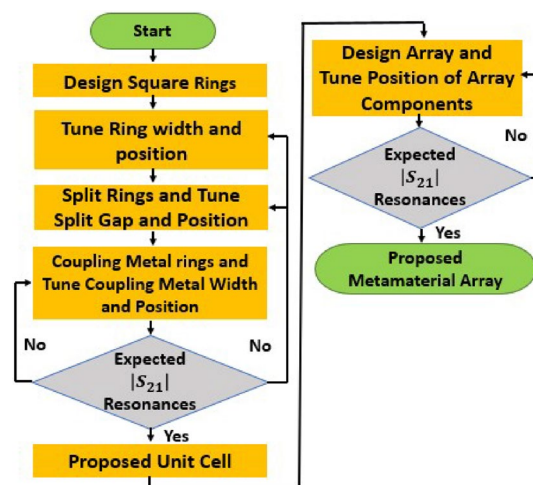 Start
Design Square Rings
Tune Ring width and
position
Split Rings and Tune
Split Gap and Position
Coupling Metal rings and
Tune Coupling Metal Width
and Position
No
No
Expected
|S₂₁|
Resonances
Yes
Proposed Unit Cell
Design Array and
Tune Position of Array
Components
No
Expected
|S₂₁|
Resonances
Yes
Proposed
Metamaterial Array